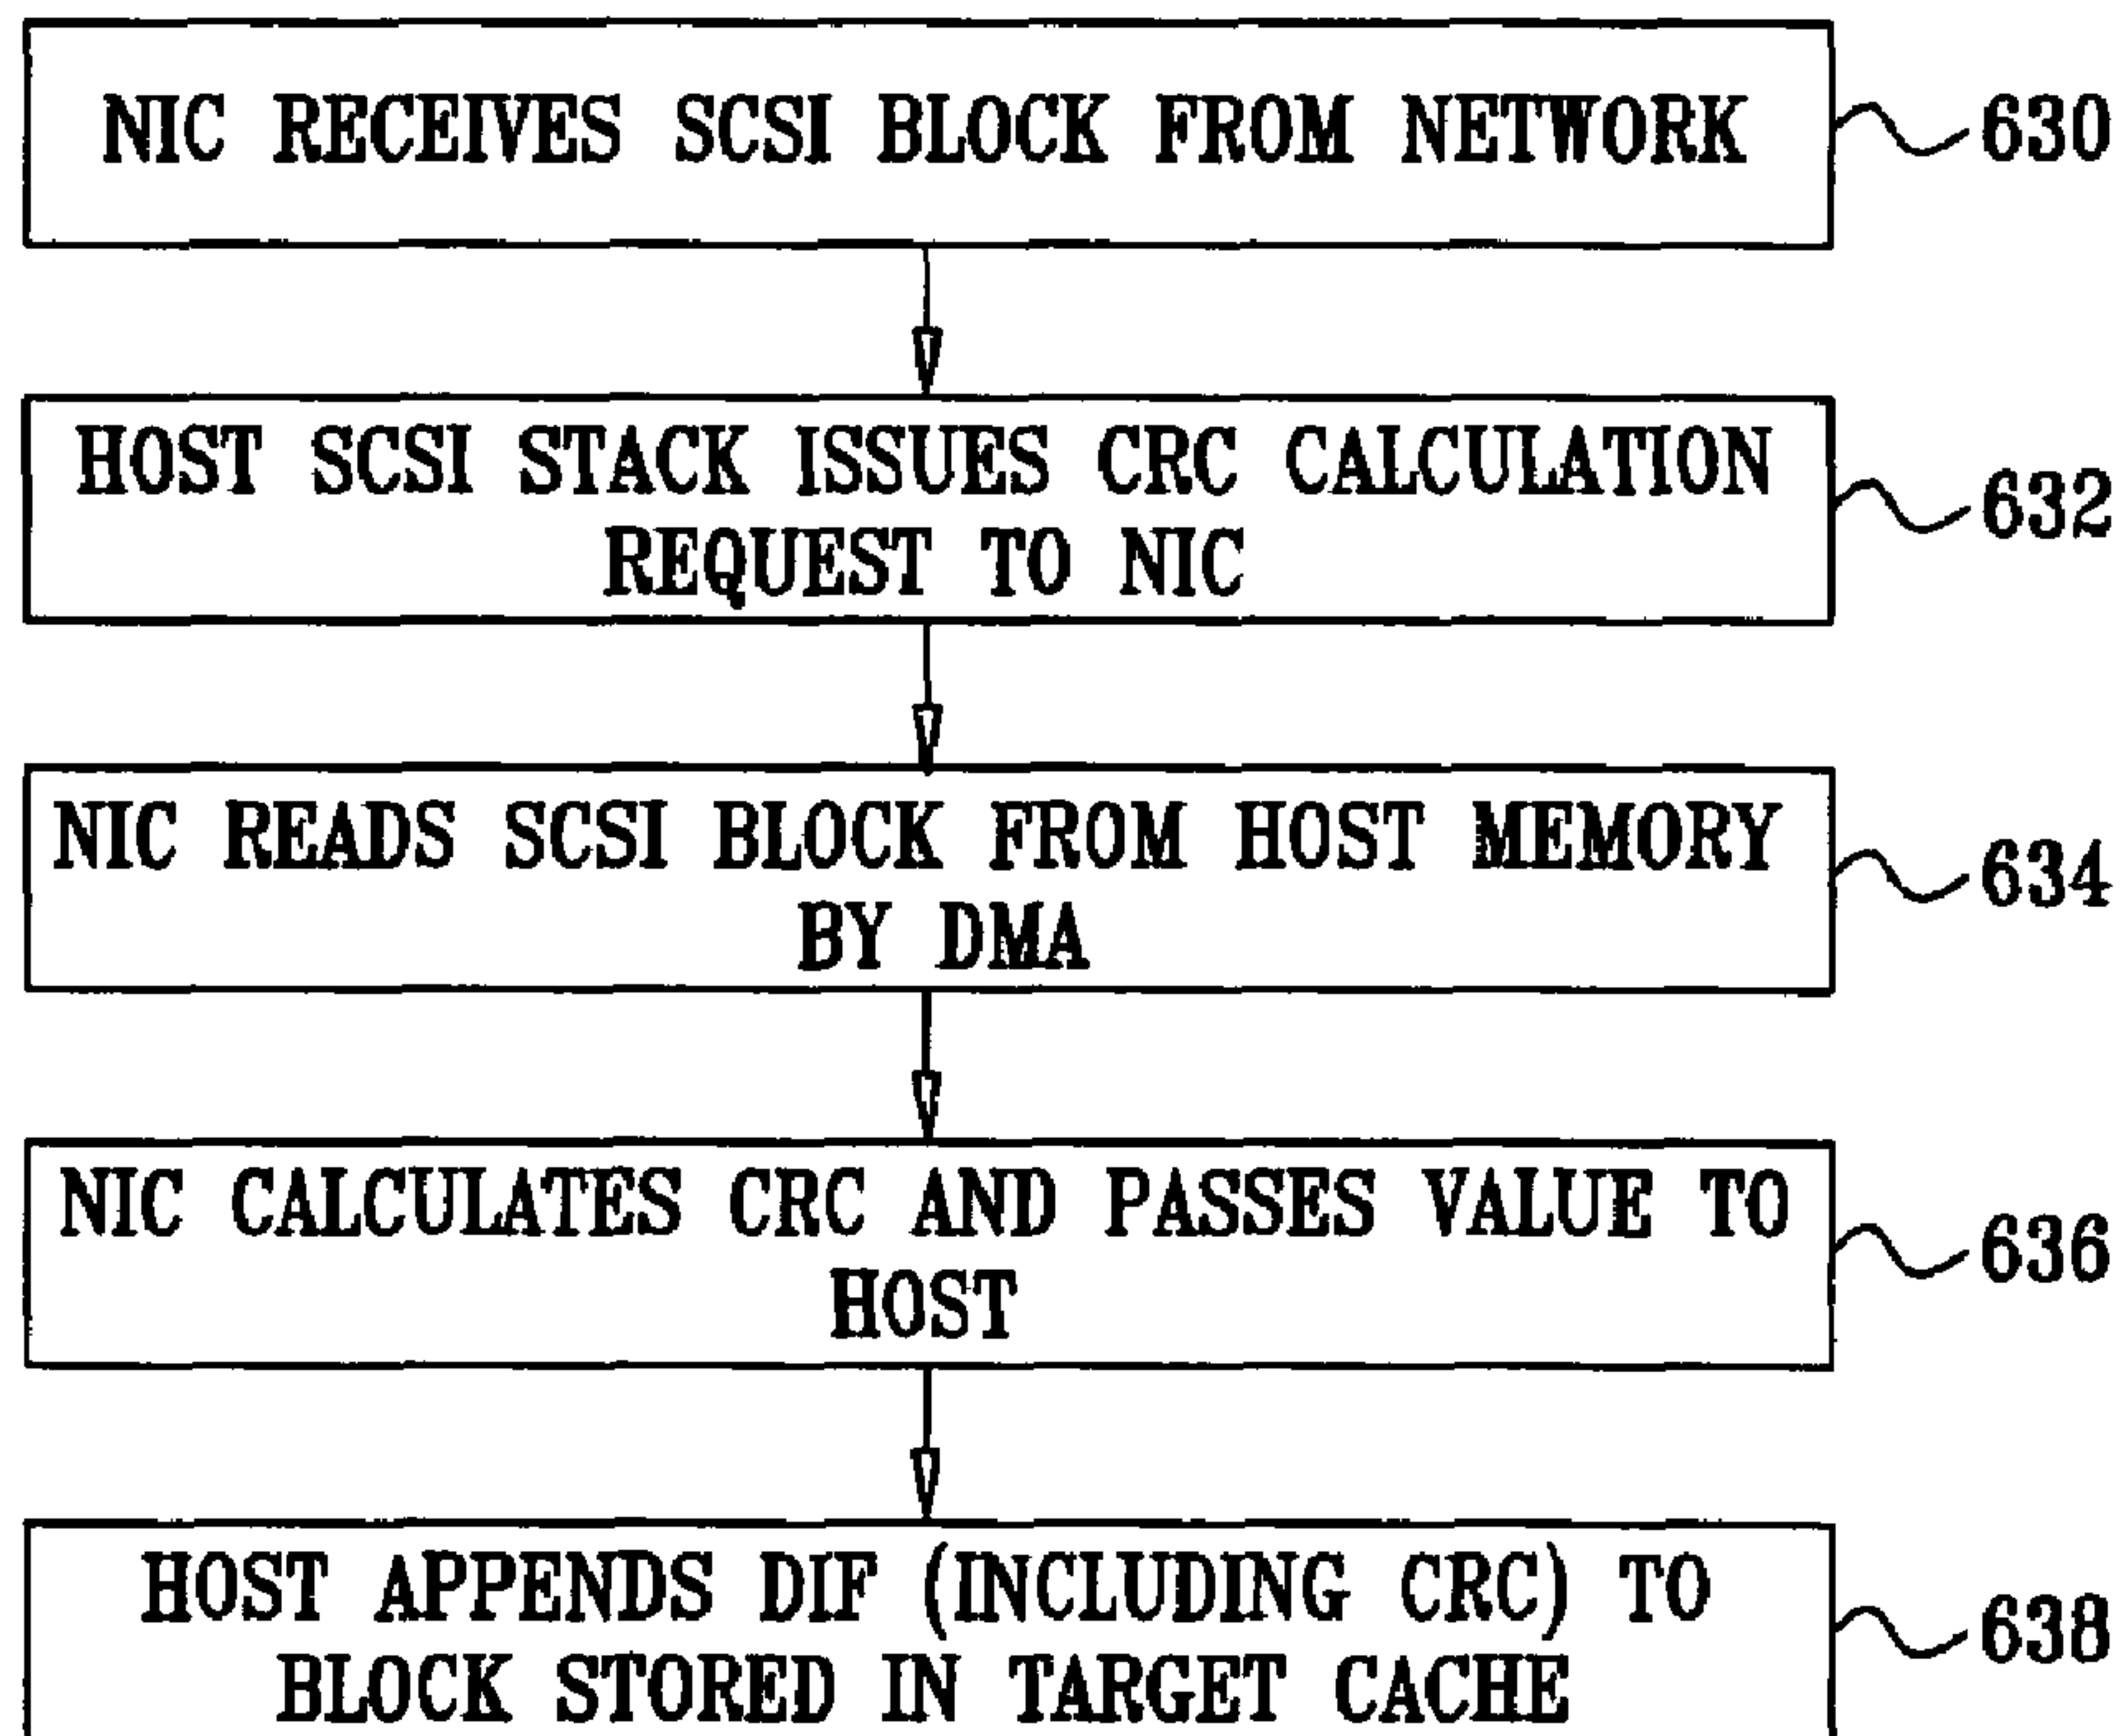 NIC RECEIVES SCSI BLOCK FROM NETWORK
630
HOST SCSI STACK ISSUES CRC CALCULATION
REQUEST TO NIC
632
NIC READS SCSI BLOCK FROM HOST MEMORY
BY DMA
634
NIC CALCULATES CRC AND PASSES VALUE TO
HOST
636
HOST APPENDS DIF (INCLUDING CRC) TO
BLOCK STORED IN TARGET CACHE
638